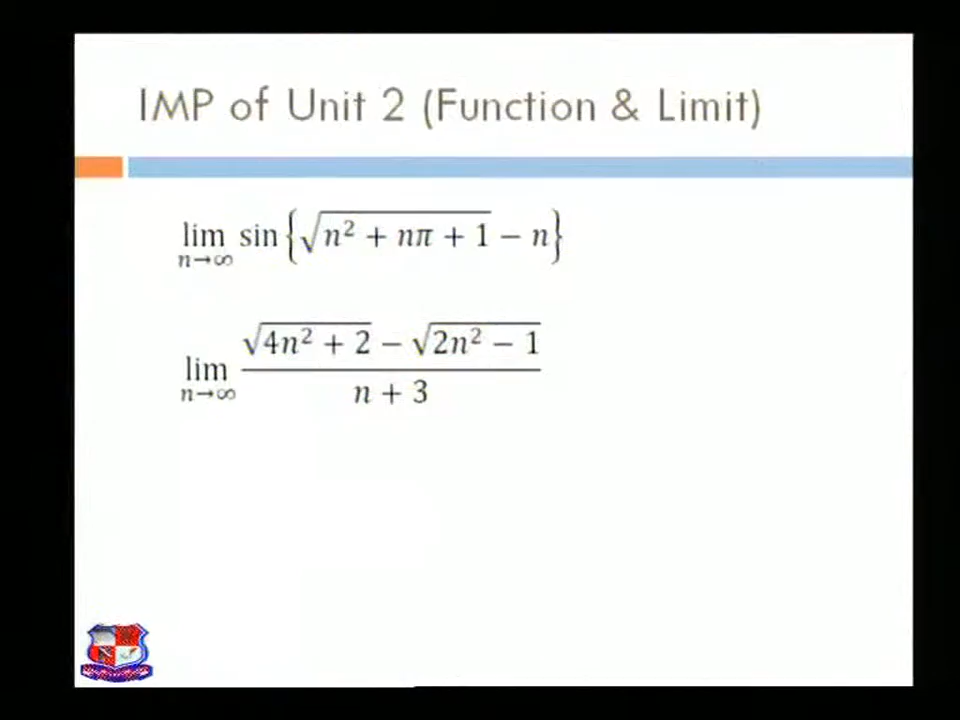 IMP of Unit 2 (Function & Limit)
lim n→∞ sin{√(n² + nπ + 1) − n}
lim n→∞ (√(4n² + 2) − √(2n² − 1)) / (n + 3)